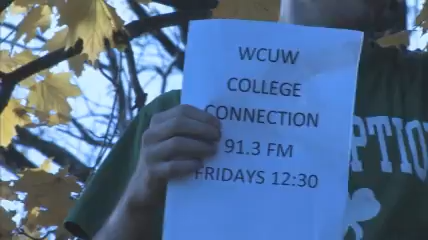 WCUW
COLLEGE
CONNECTION
91.3 FM
FRIDAYS 12:30